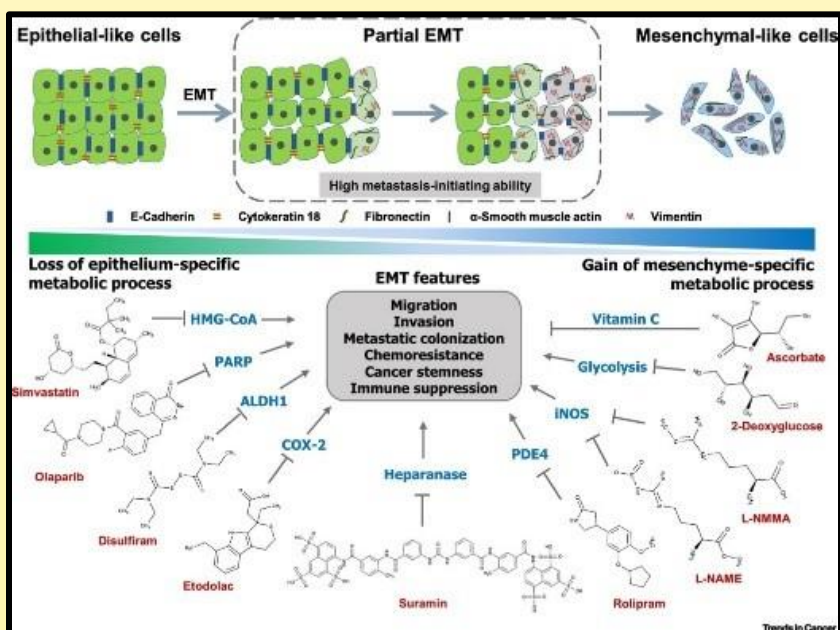 Epithelial-like cells
Partial EMT
Mesenchymal-like cells
EMT
High metastasis-initiating ability
E-Cadherin
Cytokeratin 18
Fibronectin
α-Smooth muscle actin
Vimentin
Loss of epithelium-specific
metabolic process
EMT features
Gain of mesenchyme-specific
metabolic process
Migration
Invasion
Metastatic colonization
Chemoresistance
Cancer stemness
Immune suppression
HMG-CoA
Simvastatin
PARP
Olaparib
ALDH1
Disulfiram
COX-2
Etodolac
Heparanase
Suramin
PDE4
Rolipram
iNOS
L-NAME
L-NMMA
Glycolysis
2-Deoxyglucose
Vitamin C
Ascorbate
Trends in Cancer